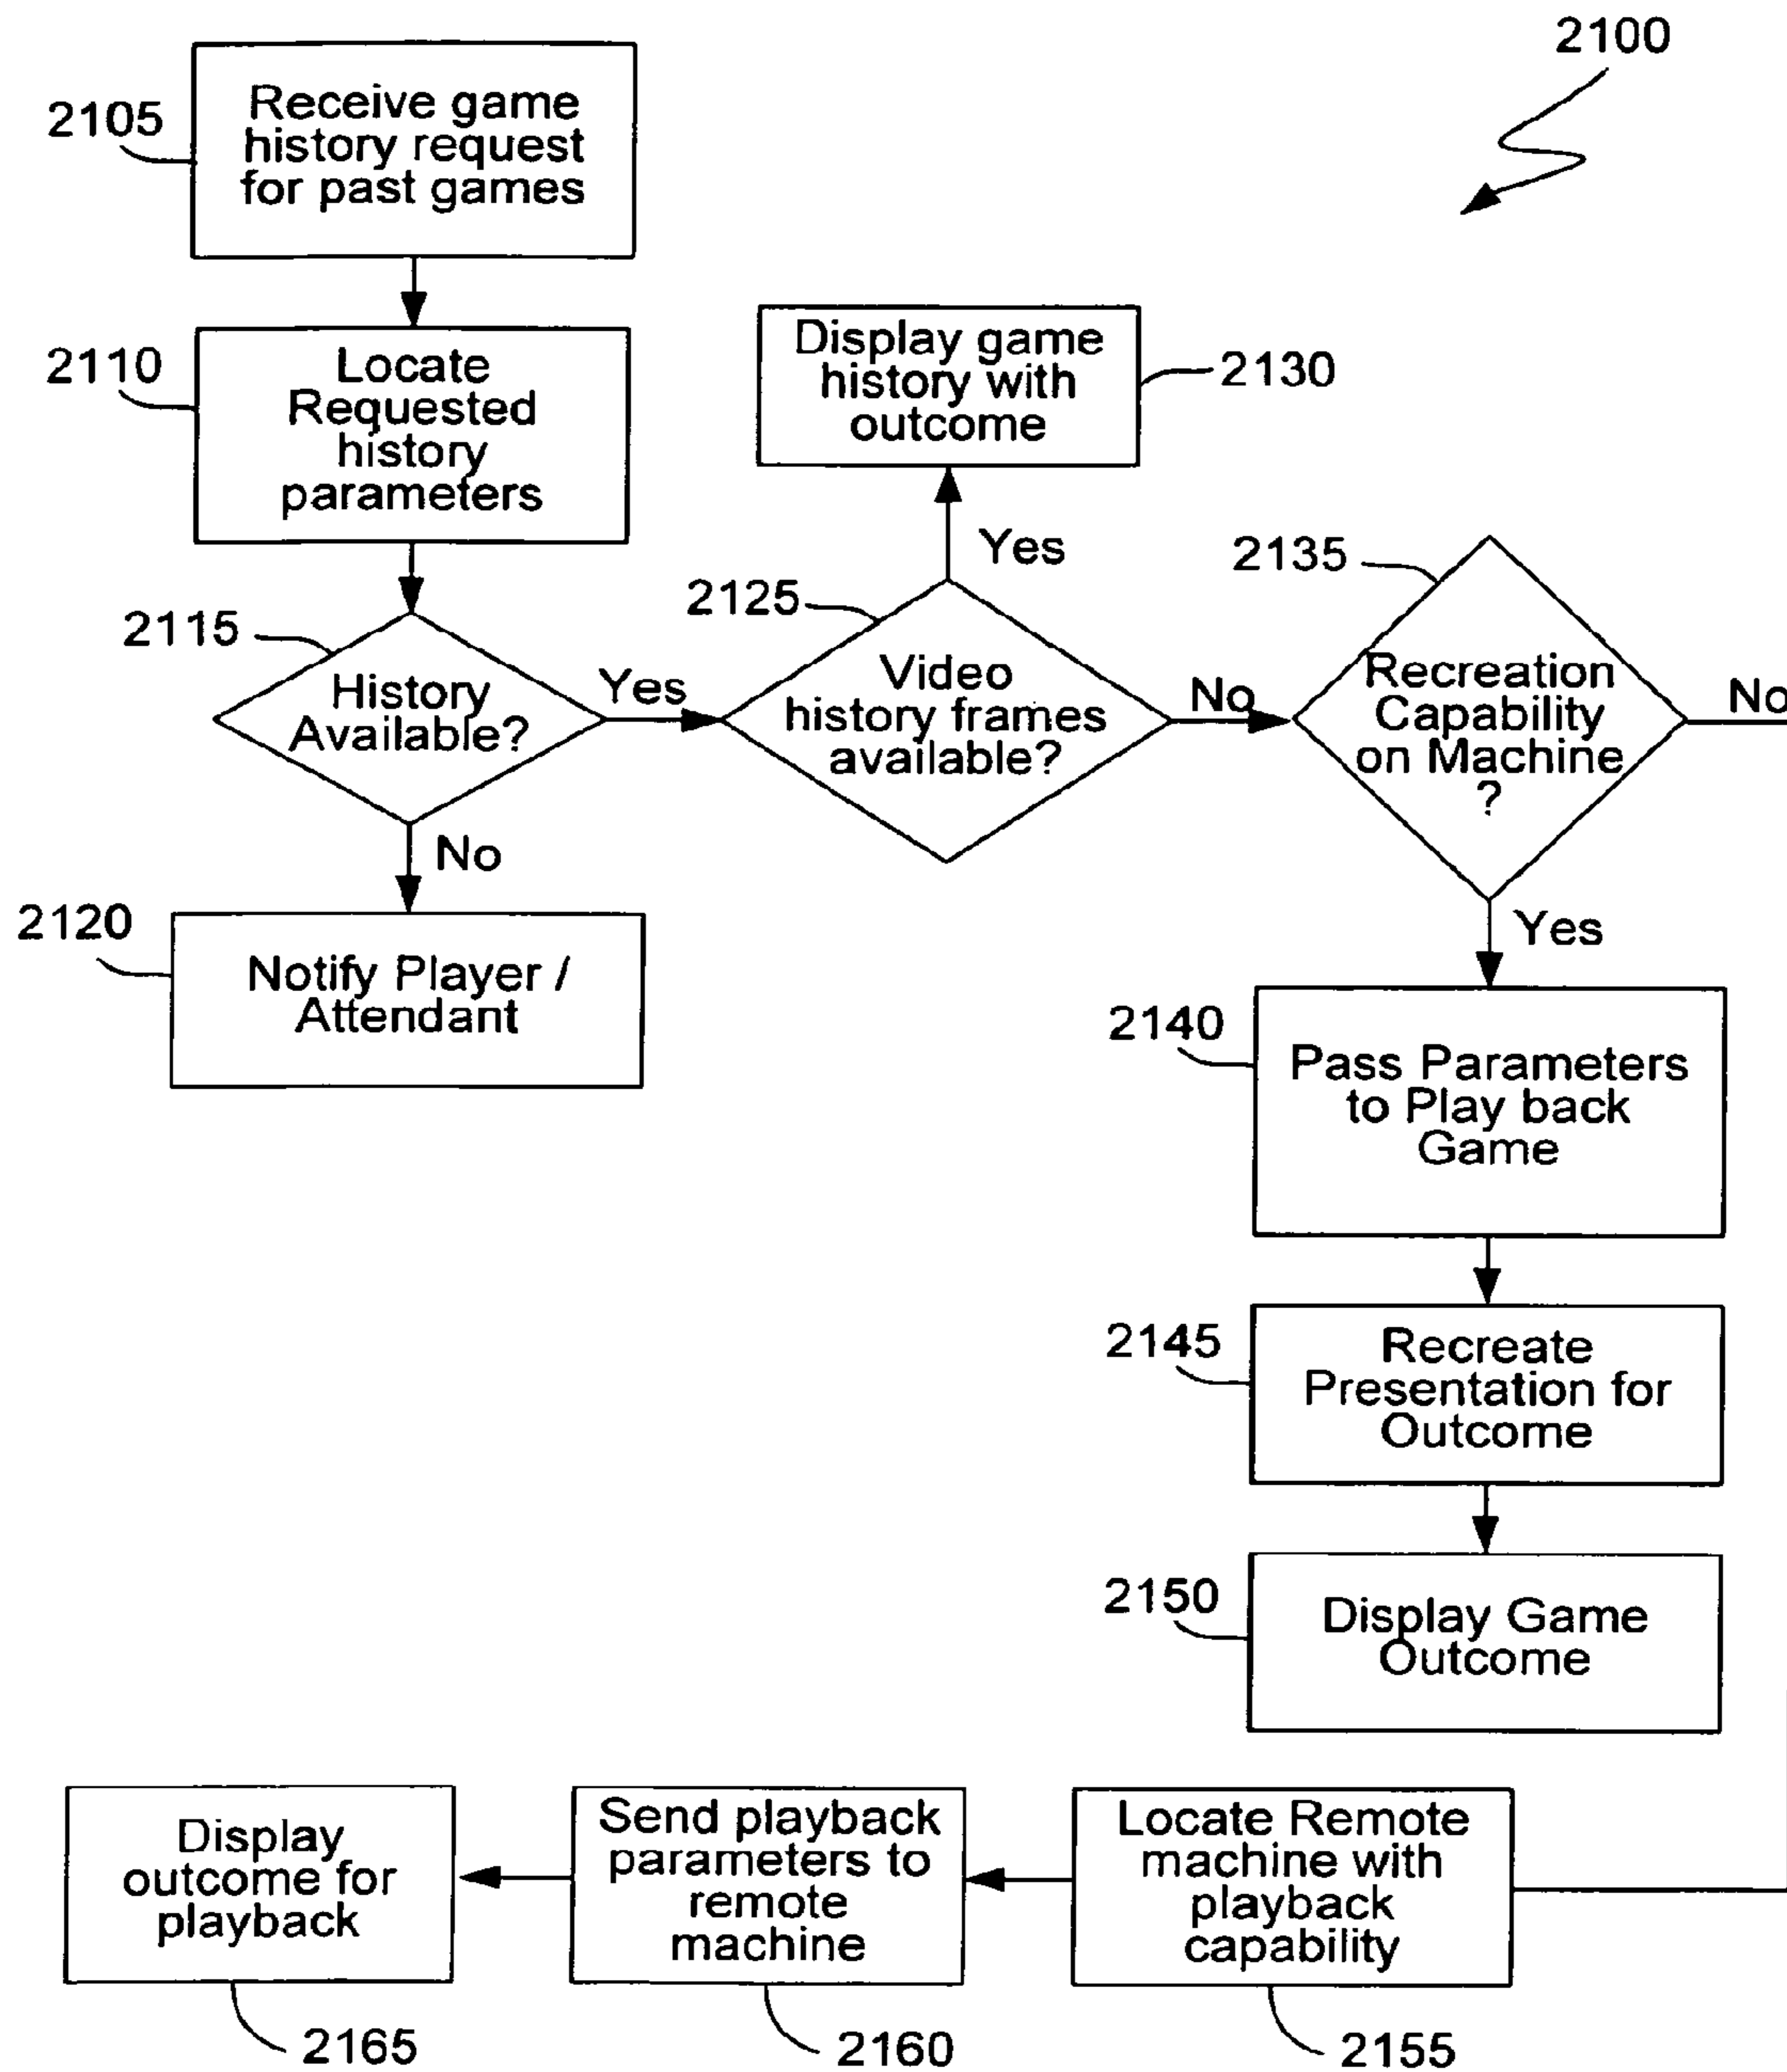 2100
2105
Receive game
history request
for past games
2110
Locate
Requested
history
parameters
2115
History
Available?
Yes
No
2120
Notify Player /
Attendant
2125
Video
history frames
available?
Yes
No
Display game
history with
outcome
2130
2135
Recreation
Capability
on Machine
?
No
Yes
2140
Pass Parameters
to Play back
Game
2145
Recreate
Presentation for
Outcome
2150
Display Game
Outcome
Locate Remote
machine with
playback
capability
2155
Send playback
parameters to
remote
machine
2160
Display
outcome for
playback
2165